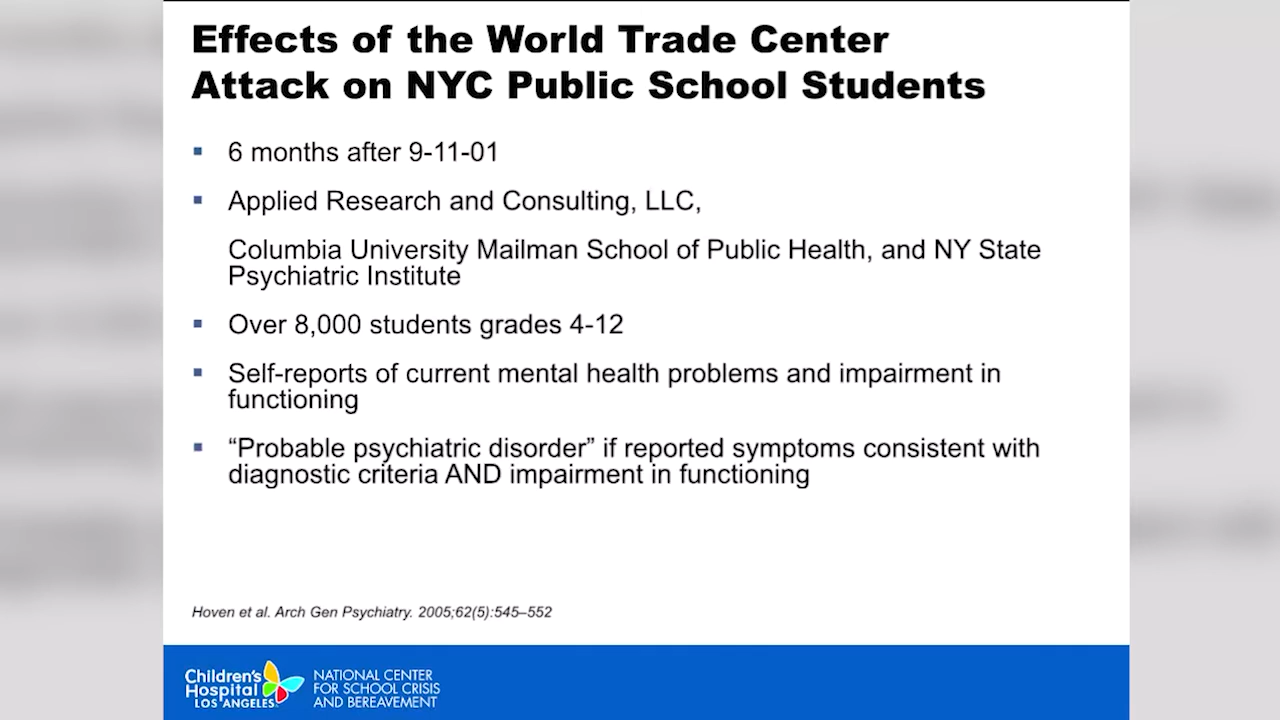 Effects of the World Trade Center
Attack on NYC Public School Students
▪ 6 months after 9-11-01
▪ Applied Research and Consulting, LLC,
Columbia University Mailman School of Public Health, and NY State
Psychiatric Institute
▪ Over 8,000 students grades 4-12
▪ Self-reports of current mental health problems and impairment in
functioning
▪ “Probable psychiatric disorder” if reported symptoms consistent with
diagnostic criteria AND impairment in functioning
Hoven et al. Arch Gen Psychiatry. 2005;62(5):545–552
Children's
Hospital
LOS ANGELES
NATIONAL CENTER
FOR SCHOOL CRISIS
AND BEREAVEMENT